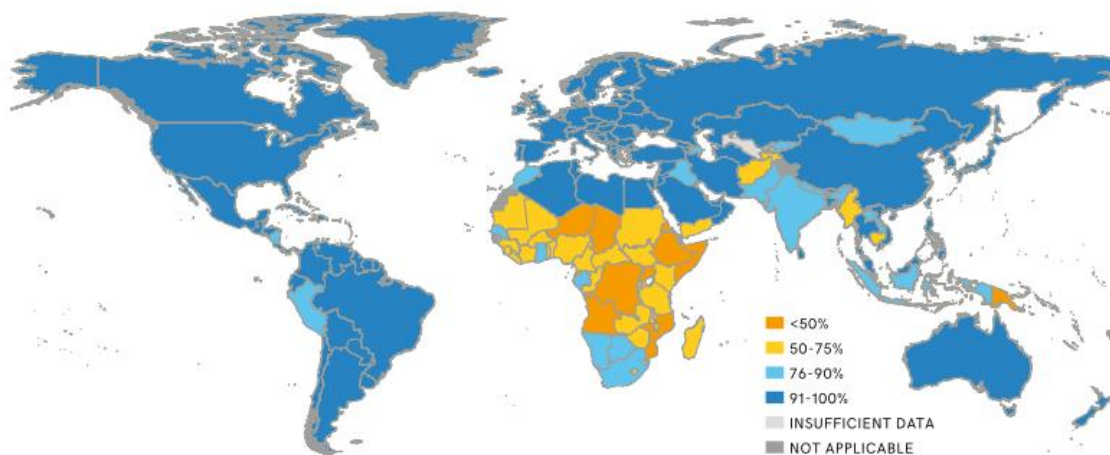 <50%
50-75%
76-90%
91-100%
INSUFFICIENT DATA
NOT APPLICABLE